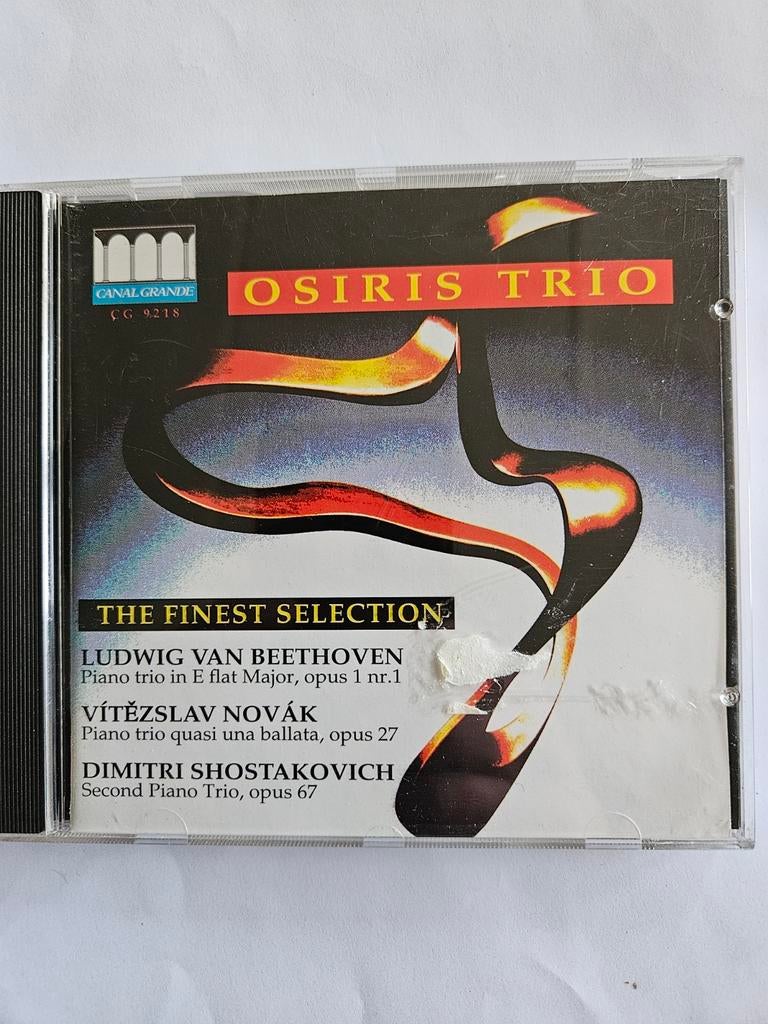 CANAL GRANDE
CG 9218
OSIRIS TRIO
THE FINEST SELECTION
LUDWIG VAN BEETHOVEN
Piano trio in E flat Major, opus 1 nr.1
VÍTĚZSLAV NOVÁK
Piano trio quasi una ballata, opus 27
DIMITRI SHOSTAKOVICH
Second Piano Trio, opus 67